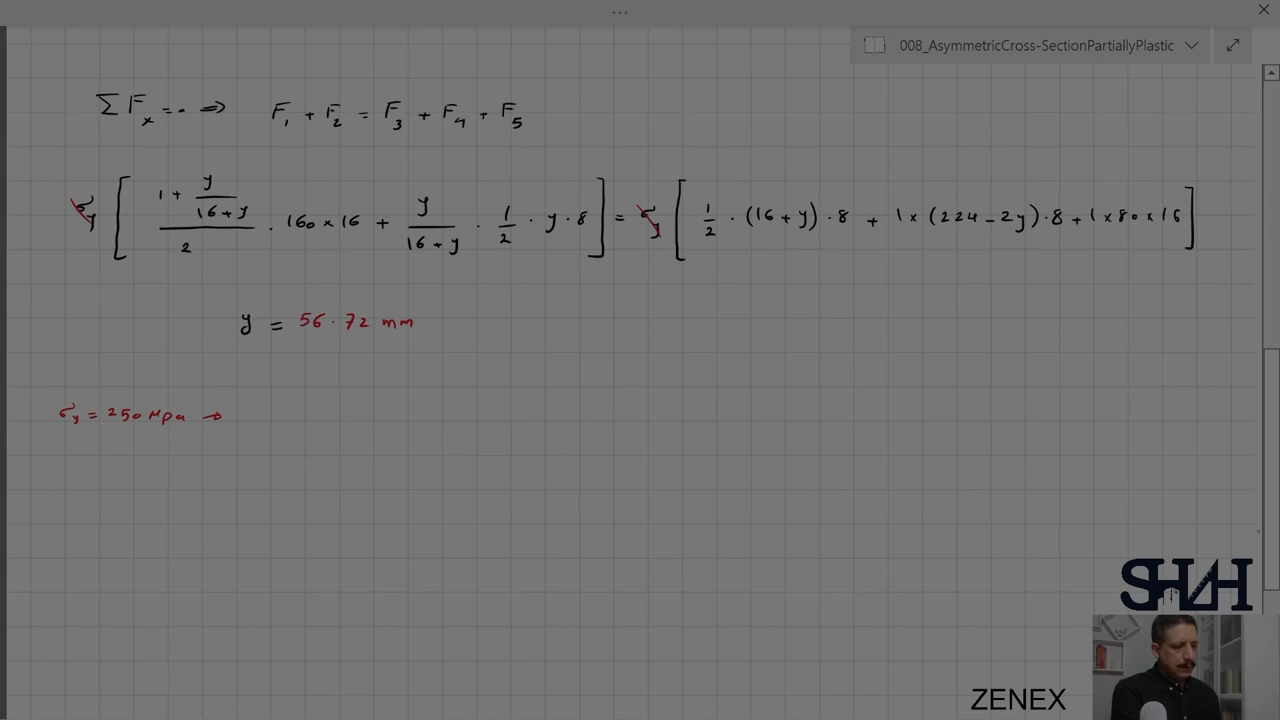 ...
008_AsymmetricCross-SectionPartiallyPlastic
ΣFx = 0 ⇒ F1 + F2 = F3 + F4 + F5
σy [ (1 + y/(16+y))/2 · 160 × 16 + y/(16+y) · 1/2 · y · 8 ] = σy [ 1/2 · (16 + y) · 8 + 1 × (224 - 2y) · 8 + 1 × 80 × 16 ]
y = 56.72 mm
σy = 250 Mpa →
SHLH
ZENEX